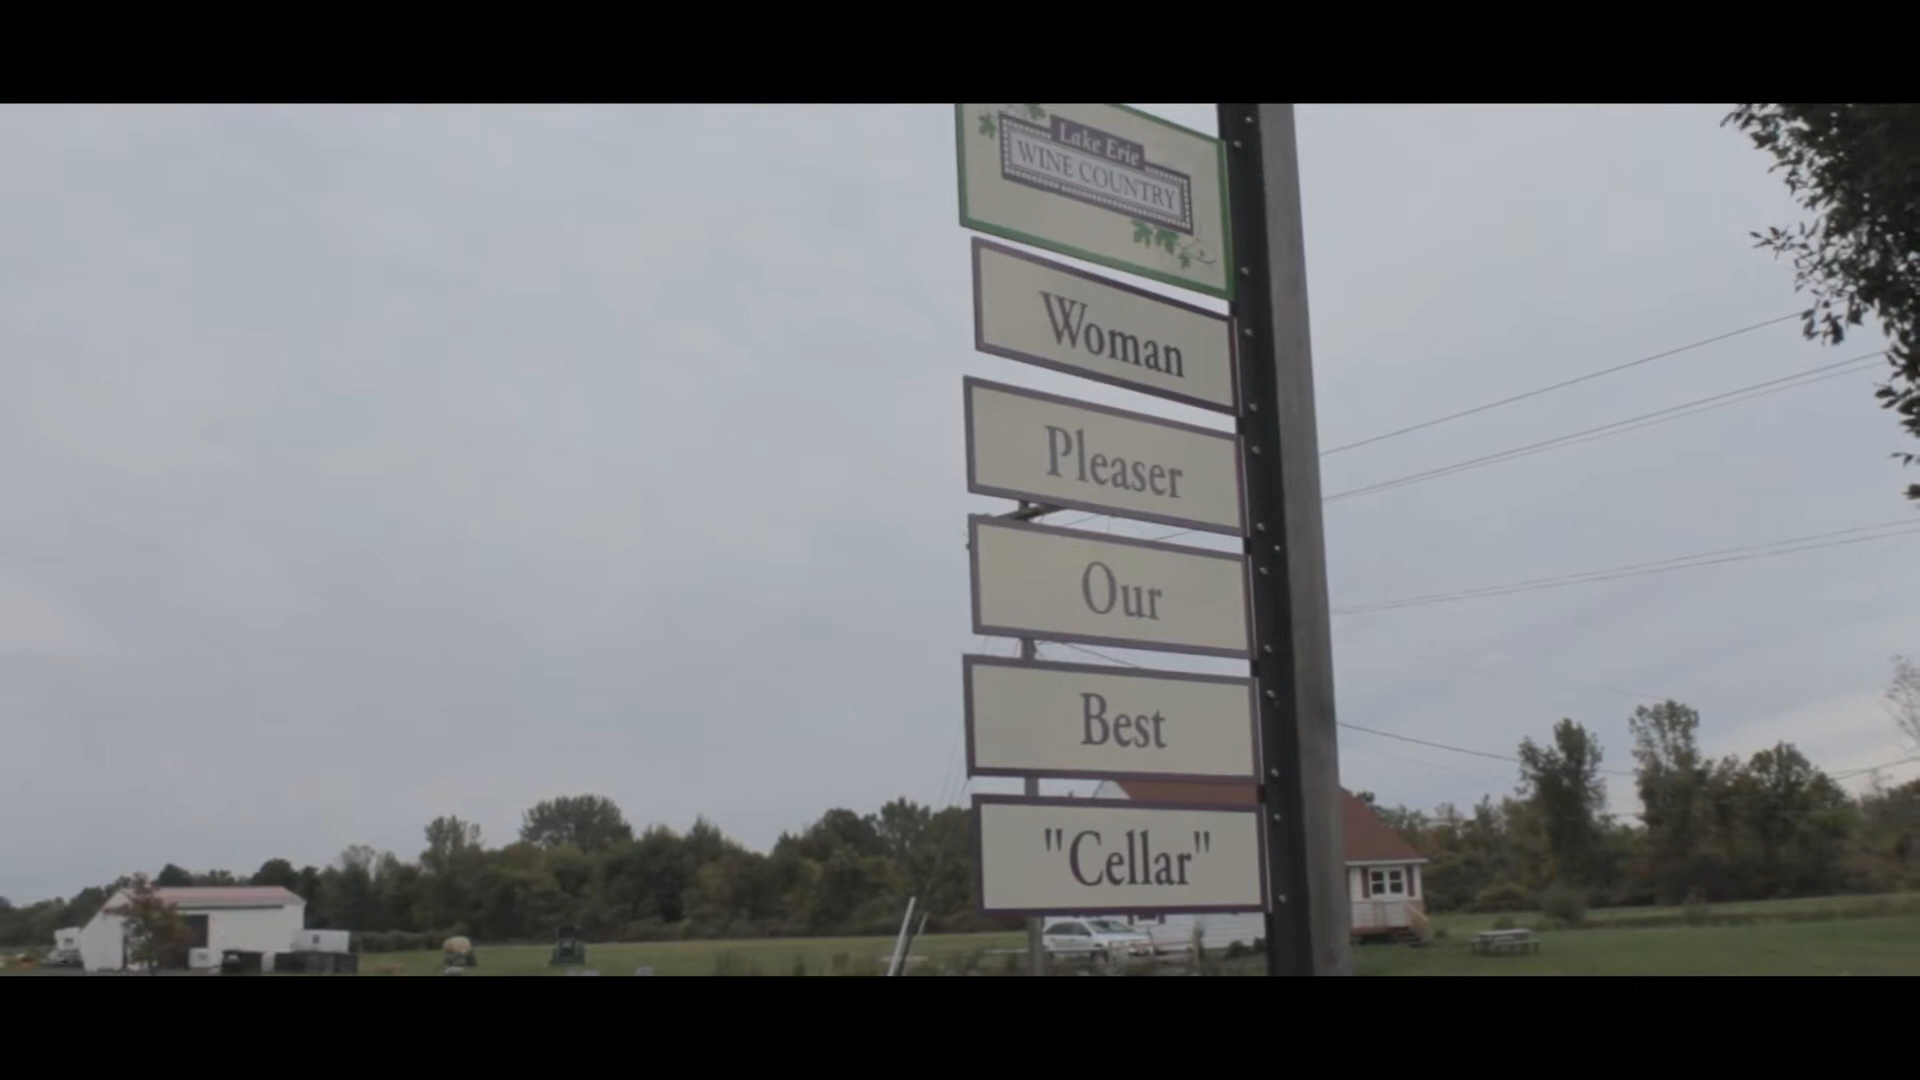 Lake Erie
WINE COUNTRY
Woman
Pleaser
Our
Best
"Cellar"